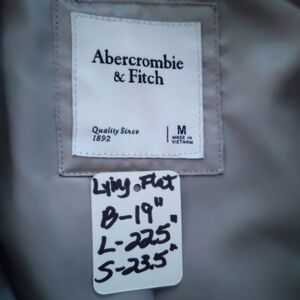 Abercrombie
& Fitch
Quality Since
1892
M
MADE IN
VIETNAM
Lying Flat
B-19"
L-22.5"
S-23.5"